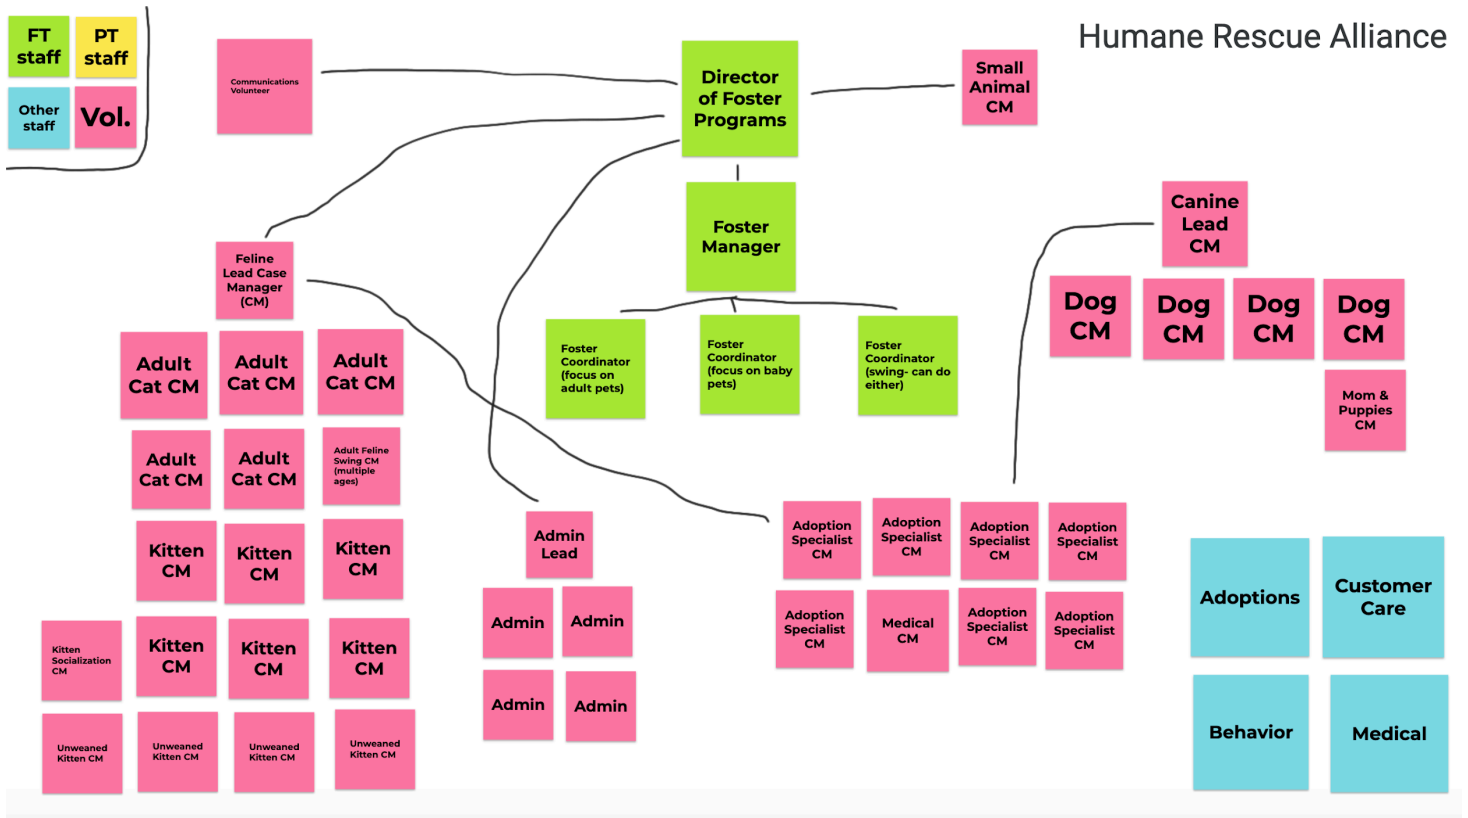 FT
staff
PT
staff
Other
staff
Vol.
Humane Rescue Alliance
Communications
Volunteer
Director
of Foster
Programs
Small
Animal
CM
Foster
Manager
Canine
Lead
CM
Feline
Lead Case
Manager
(CM)
Dog
CM
Dog
CM
Dog
CM
Dog
CM
Mom &
Puppies
CM
Foster
Coordinator
(focus on
adult pets)
Foster
Coordinator
(focus on baby
pets)
Foster
Coordinator
(swing- can do
either)
Adult
Cat CM
Adult
Cat CM
Adult
Cat CM
Adult
Cat CM
Adult
Cat CM
Adult Feline
Swing CM
(multiple
ages)
Kitten
CM
Kitten
CM
Kitten
CM
Kitten
Socialization
CM
Kitten
CM
Kitten
CM
Kitten
CM
Unweaned
Kitten CM
Unweaned
Kitten CM
Unweaned
Kitten CM
Unweaned
Kitten CM
Admin
Lead
Admin
Admin
Admin
Admin
Adoption
Specialist
CM
Adoption
Specialist
CM
Adoption
Specialist
CM
Adoption
Specialist
CM
Adoption
Specialist
CM
Medical
CM
Adoption
Specialist
CM
Adoption
Specialist
CM
Adoptions
Customer
Care
Behavior
Medical